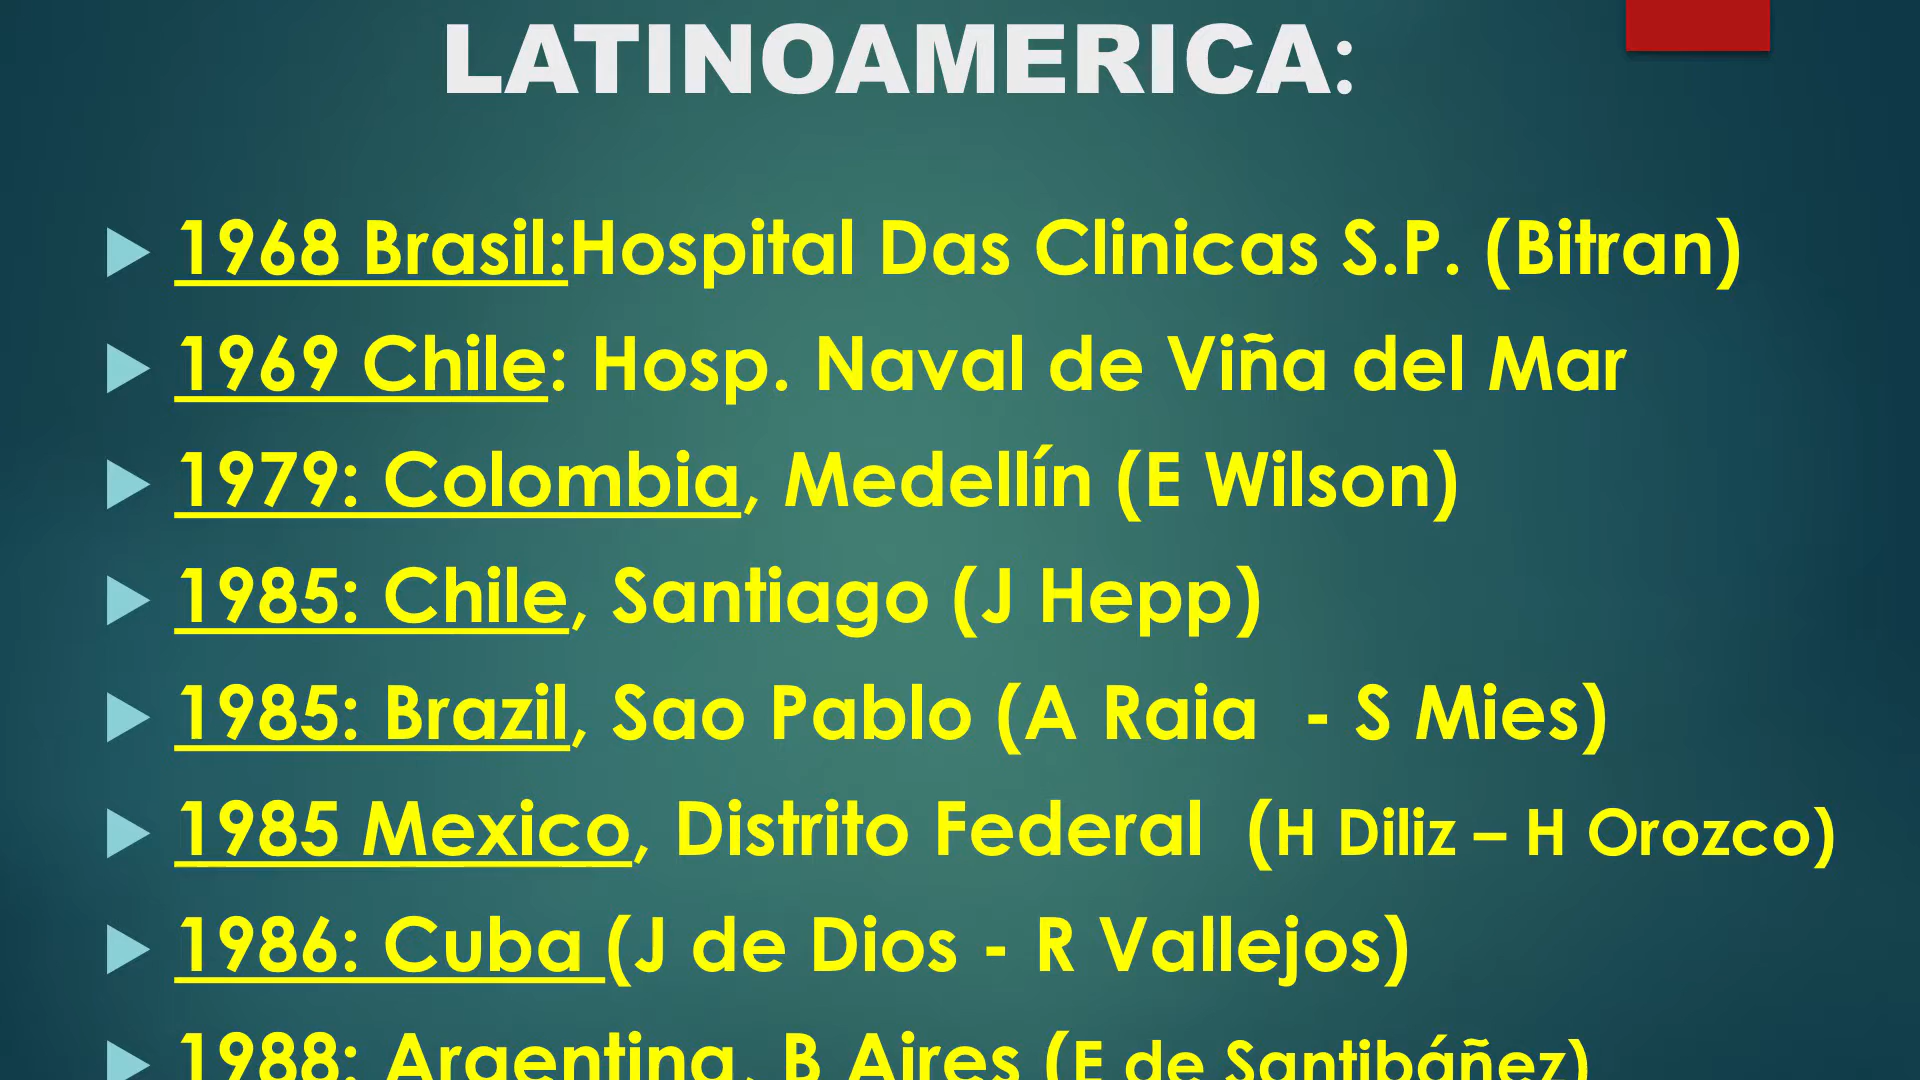 LATINOAMERICA:
1968 Brasil:Hospital Das Clinicas S.P. (Bitran)
1969 Chile: Hosp. Naval de Viña del Mar
1979: Colombia, Medellín (E Wilson)
1985: Chile, Santiago (J Hepp)
1985: Brazil, Sao Pablo (A Raia - S Mies)
1985 Mexico, Distrito Federal (H Diliz – H Orozco)
1986: Cuba (J de Dios - R Vallejos)
1988: Argentina, B Aires (E de Santibáñez)